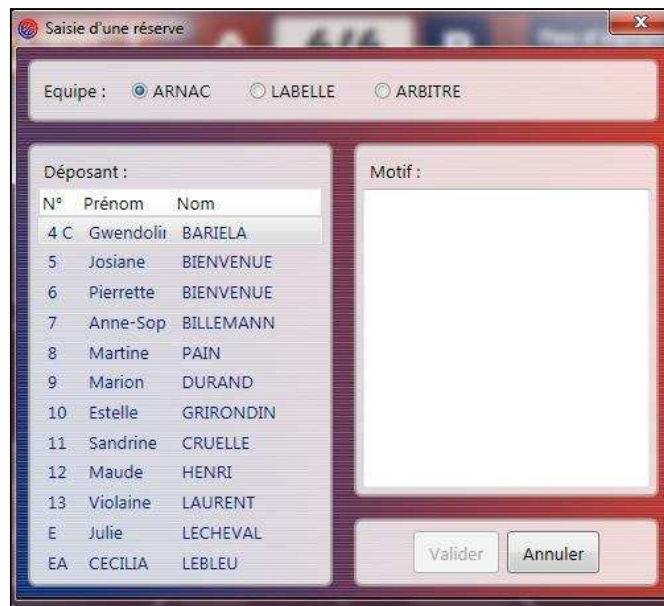 Saisie d'une réserve
Equipe : ARNAC LABELLE ARBITRE
Déposant :
N° Prénom Nom
4 C Gwendolin BARIELA
5 Josiane BIENVENUE
6 Pierrette BIENVENUE
7 Anne-Sop BILLEMANN
8 Martine PAIN
9 Marion DURAND
10 Estelle GRIRONDIN
11 Sandrine CRUELLE
12 Maude HENRI
13 Violaine LAURENT
E Julie LECHEVAL
EA CECILIA LEBLEU
Motif :
Valider Annuler